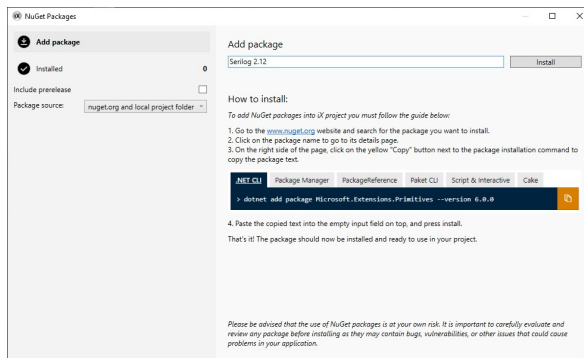 iX NuGet Packages
Add package
Installed 0
Include prerelease
Package source: nuget.org and local project folder
Add package
Serilog 2.12
Install
How to install:
To add NuGet packages into iX project you must follow the guide below:
1. Go to the www.nuget.org website and search for the package you want to install.
2. Click on the package name to go to its details page.
3. On the right side of the page, click on the yellow "Copy" button next to the package installation command to
copy the package text.
.NET CLI Package Manager PackageReference Paket CLI Script & Interactive Cake
> dotnet add package Microsoft.Extensions.Primitives --version 6.0.0
4. Paste the copied text into the empty input field on top, and press install.
That's it! The package should now be installed and ready to use in your project.
Please be advised that the use of NuGet packages is at your own risk. It is important to carefully evaluate and
review any package before installing as they may contain bugs, vulnerabilities, or other issues that could cause
problems in your application.